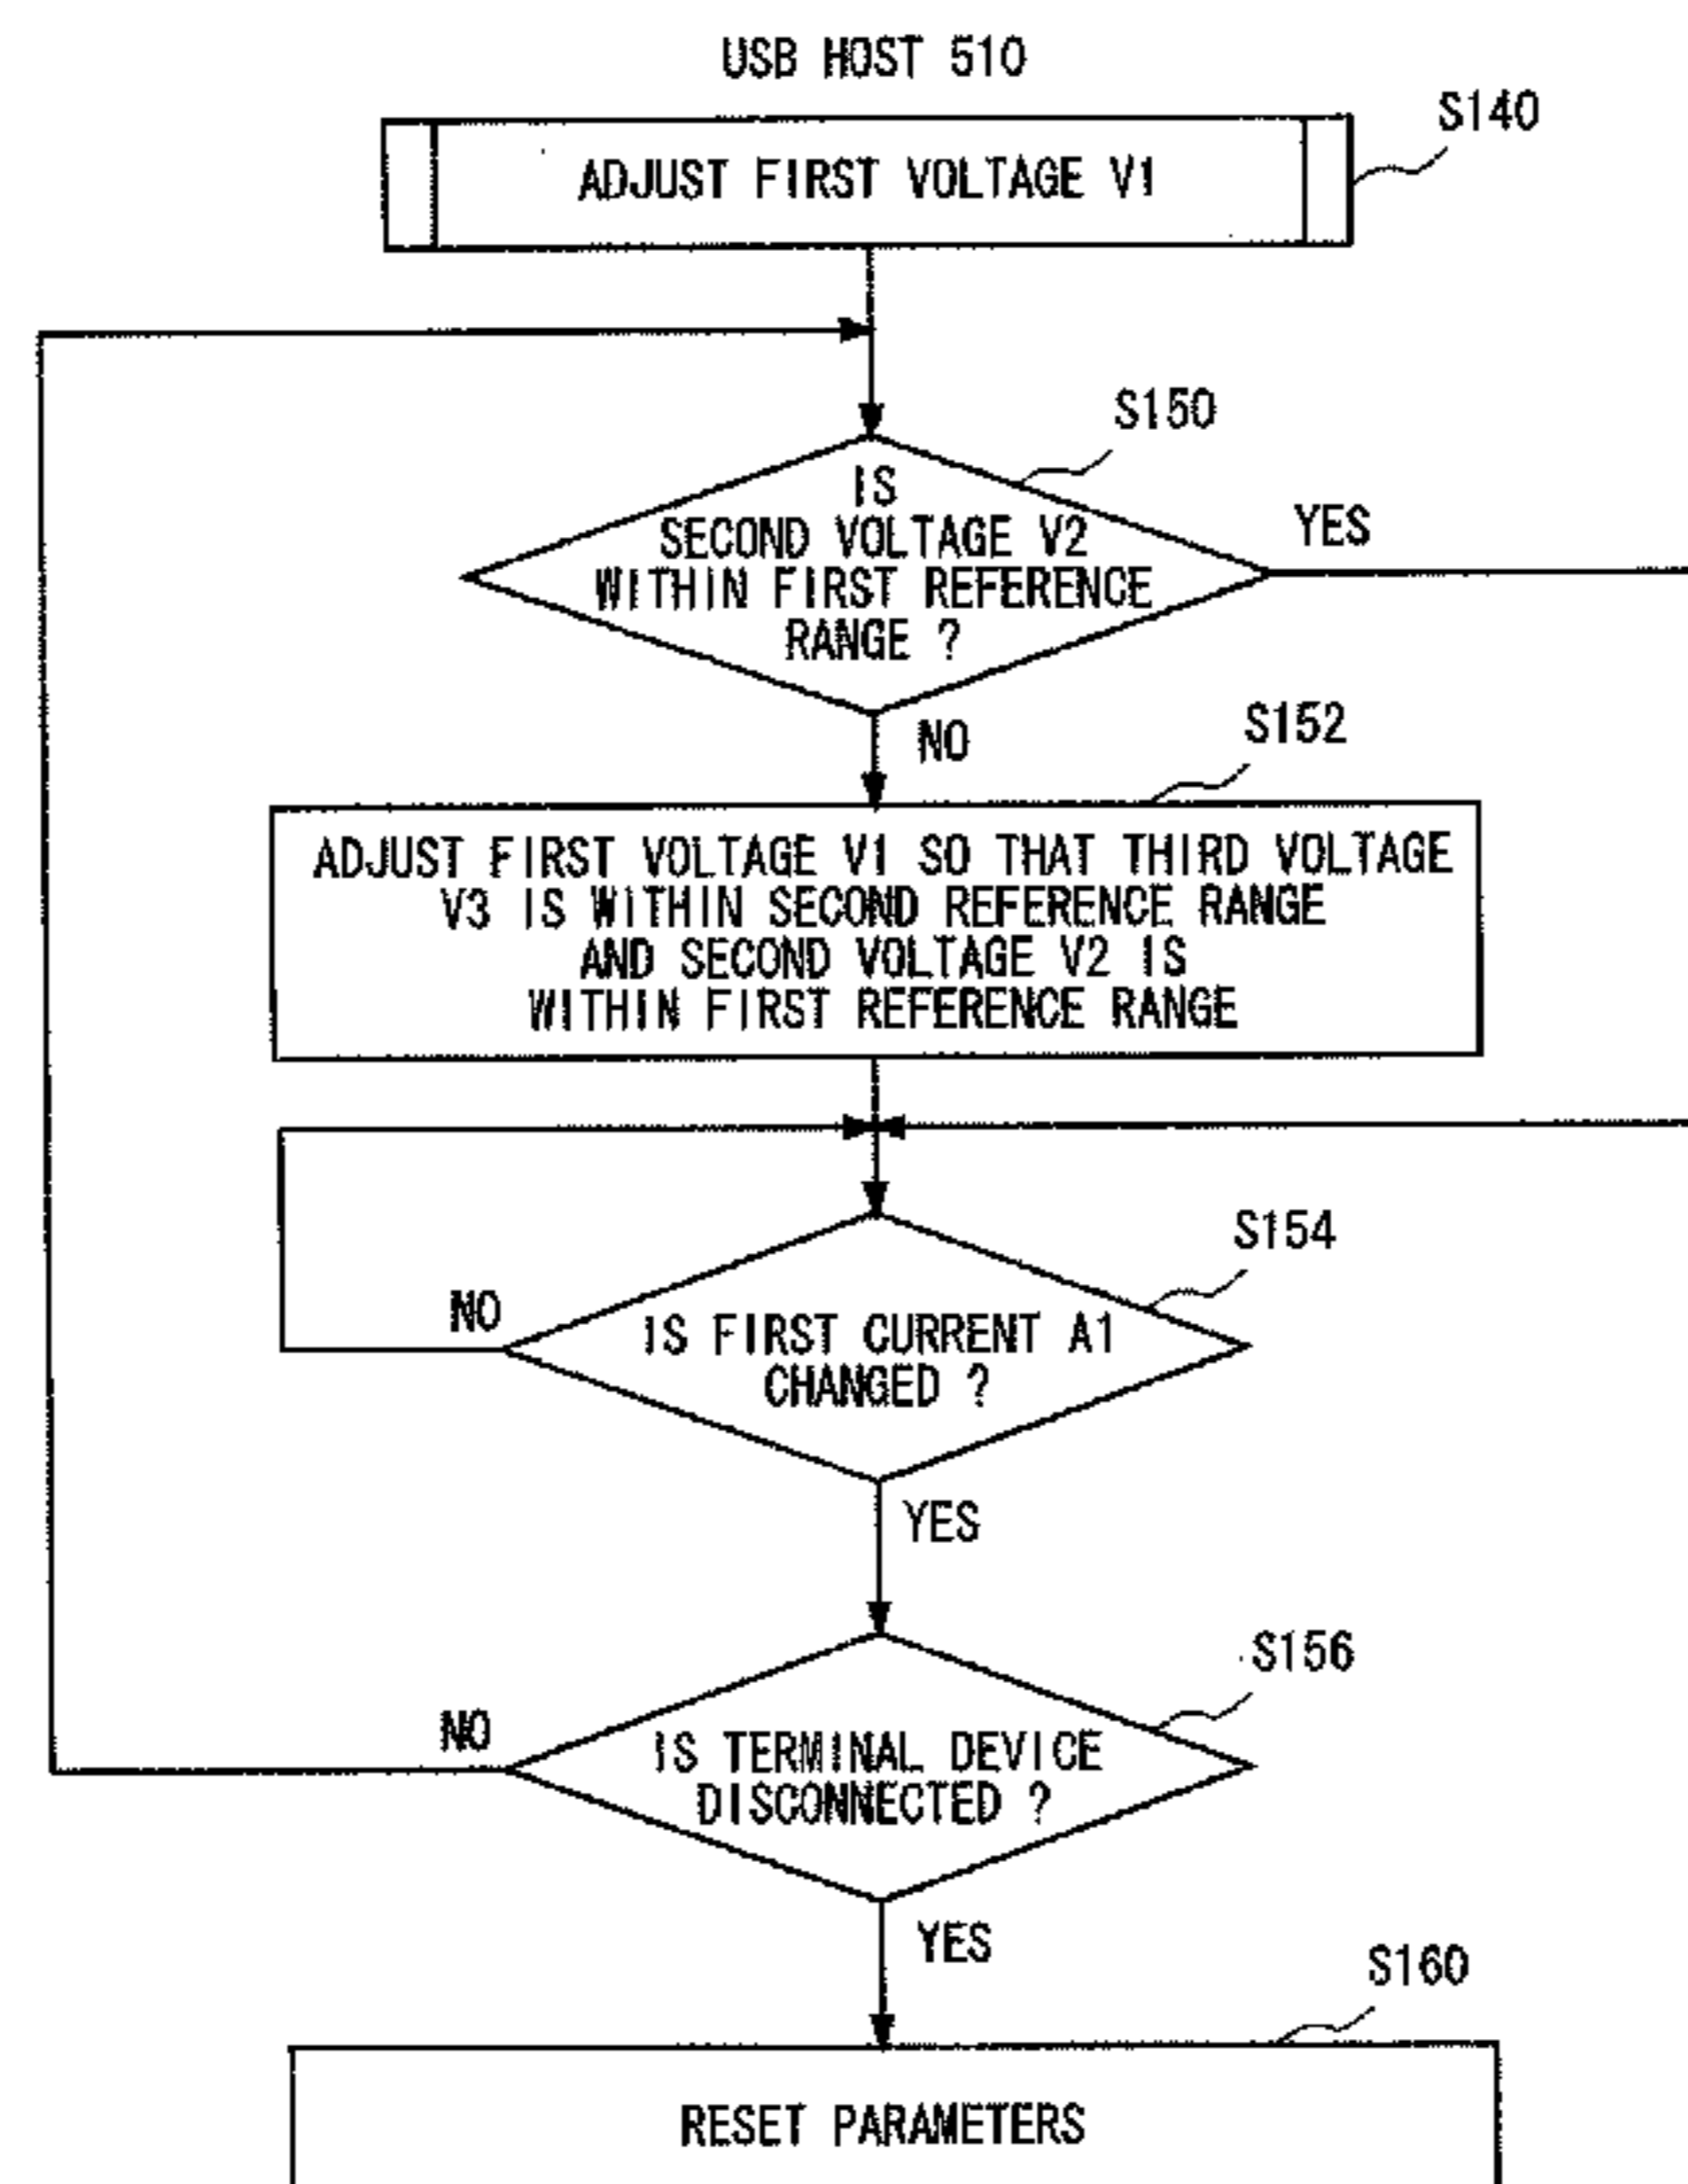 USB HOST 510
S140
ADJUST FIRST VOLTAGE V1
S150
IS
SECOND VOLTAGE V2
WITHIN FIRST REFERENCE
RANGE ?
YES
NO
S152
ADJUST FIRST VOLTAGE V1 SO THAT THIRD VOLTAGE
V3 IS WITHIN SECOND REFERENCE RANGE
AND SECOND VOLTAGE V2 IS
WITHIN FIRST REFERENCE RANGE
S154
NO
IS FIRST CURRENT A1
CHANGED ?
YES
S156
NO
IS TERMINAL DEVICE
DISCONNECTED ?
YES
S160
RESET PARAMETERS